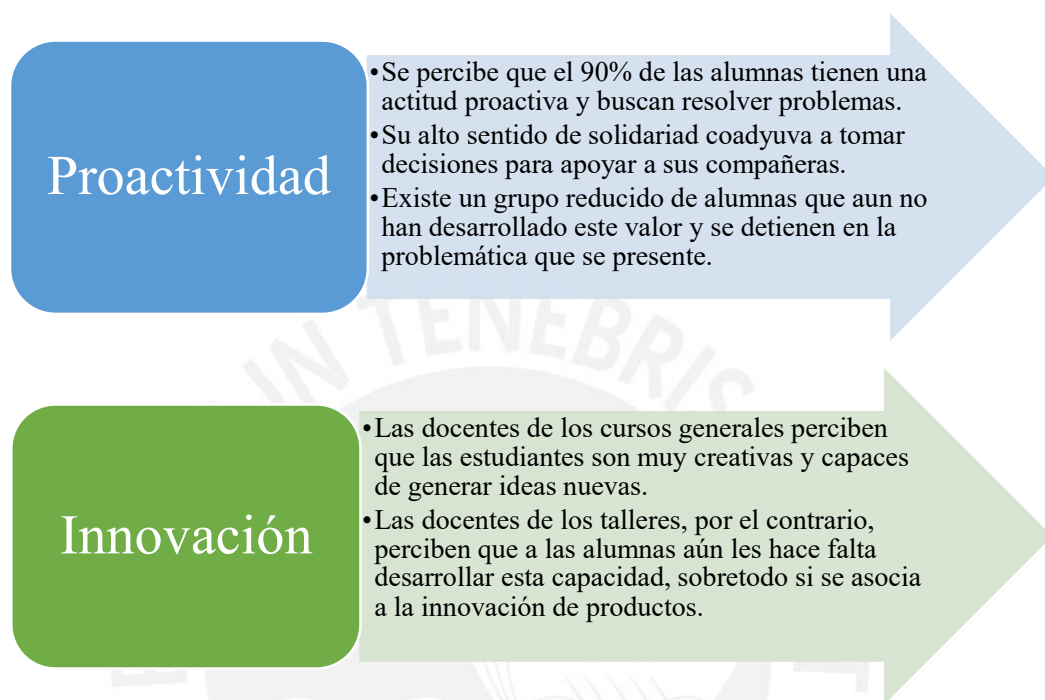 Proactividad
•Se percibe que el 90% de las alumnas tienen una
actitud proactiva y buscan resolver problemas.
•Su alto sentido de solidariad coadyuva a tomar
decisiones para apoyar a sus compañeras.
•Existe un grupo reducido de alumnas que aun no
han desarrollado este valor y se detienen en la
problemática que se presente.
IN TENEBRIS
Innovación
•Las docentes de los cursos generales perciben
que las estudiantes son muy creativas y capaces
de generar ideas nuevas.
•Las docentes de los talleres, por el contrario,
perciben que a las alumnas aún les hace falta
desarrollar esta capacidad, sobretodo si se asocia
a la innovación de productos.